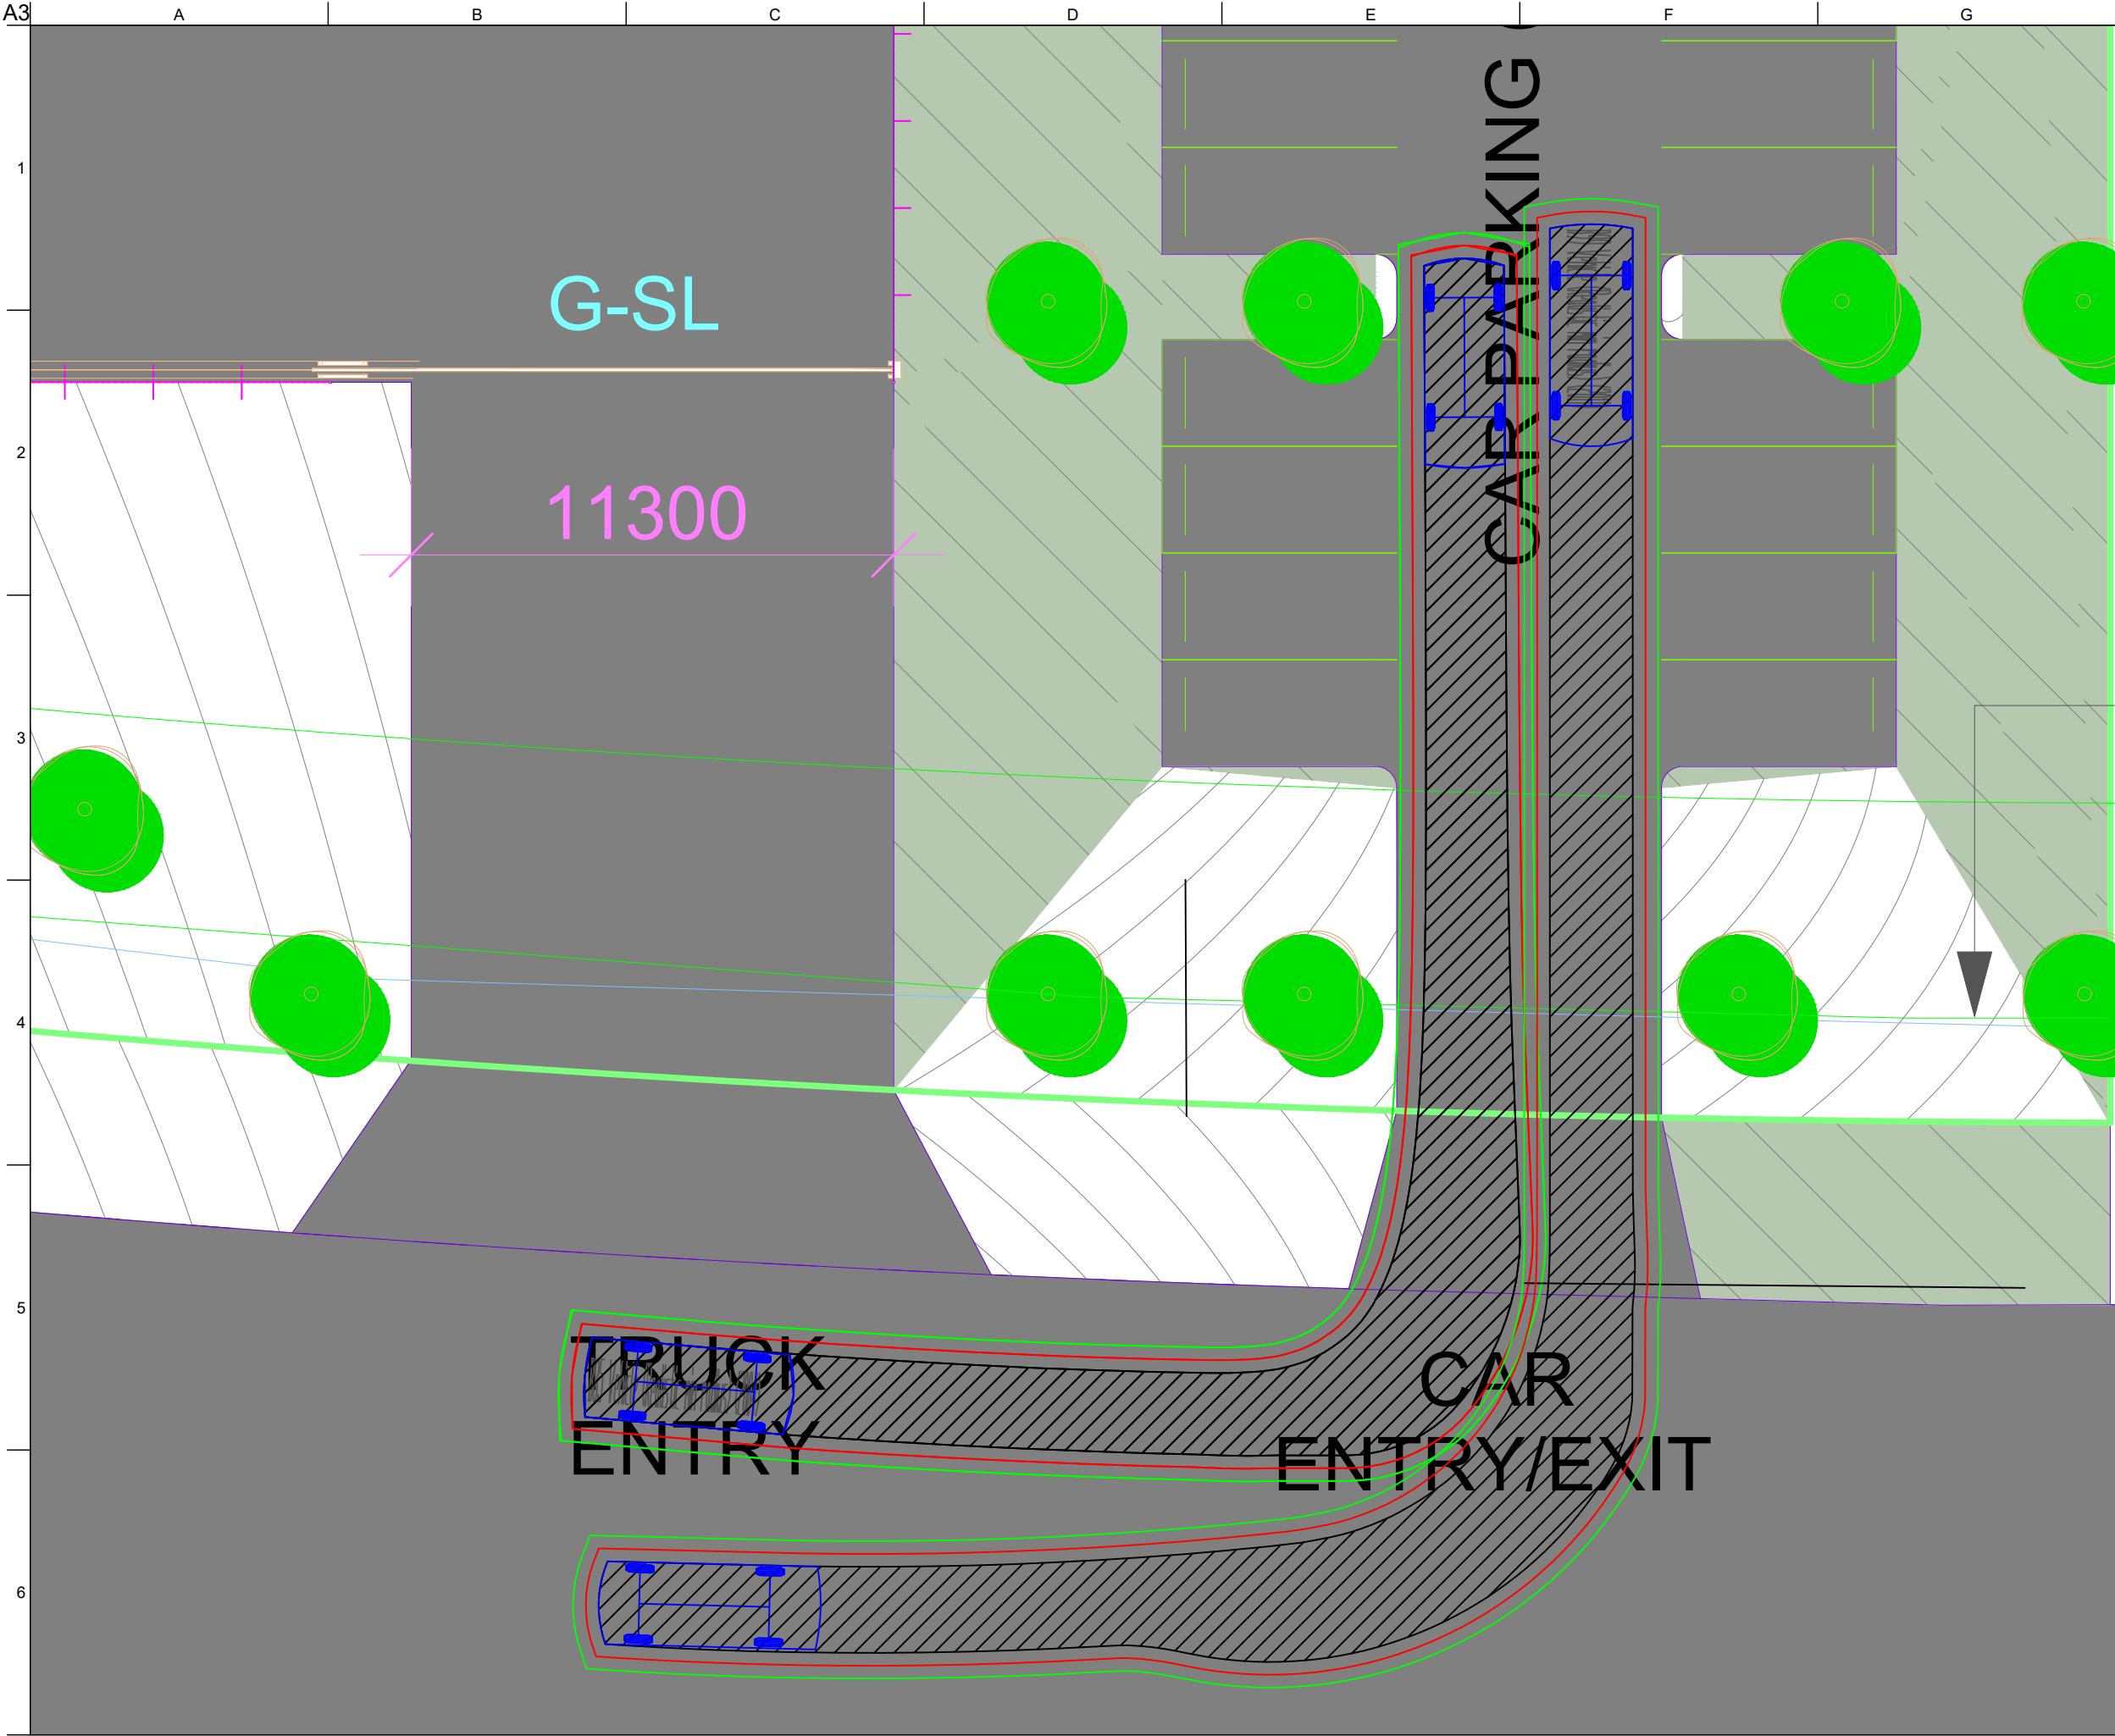 A3
A B C D E F G
1
2
3
4
5
6
G-SL
11300
CAR PARKING
TRUCK
ENTRY
CAR
ENTRY/EXIT